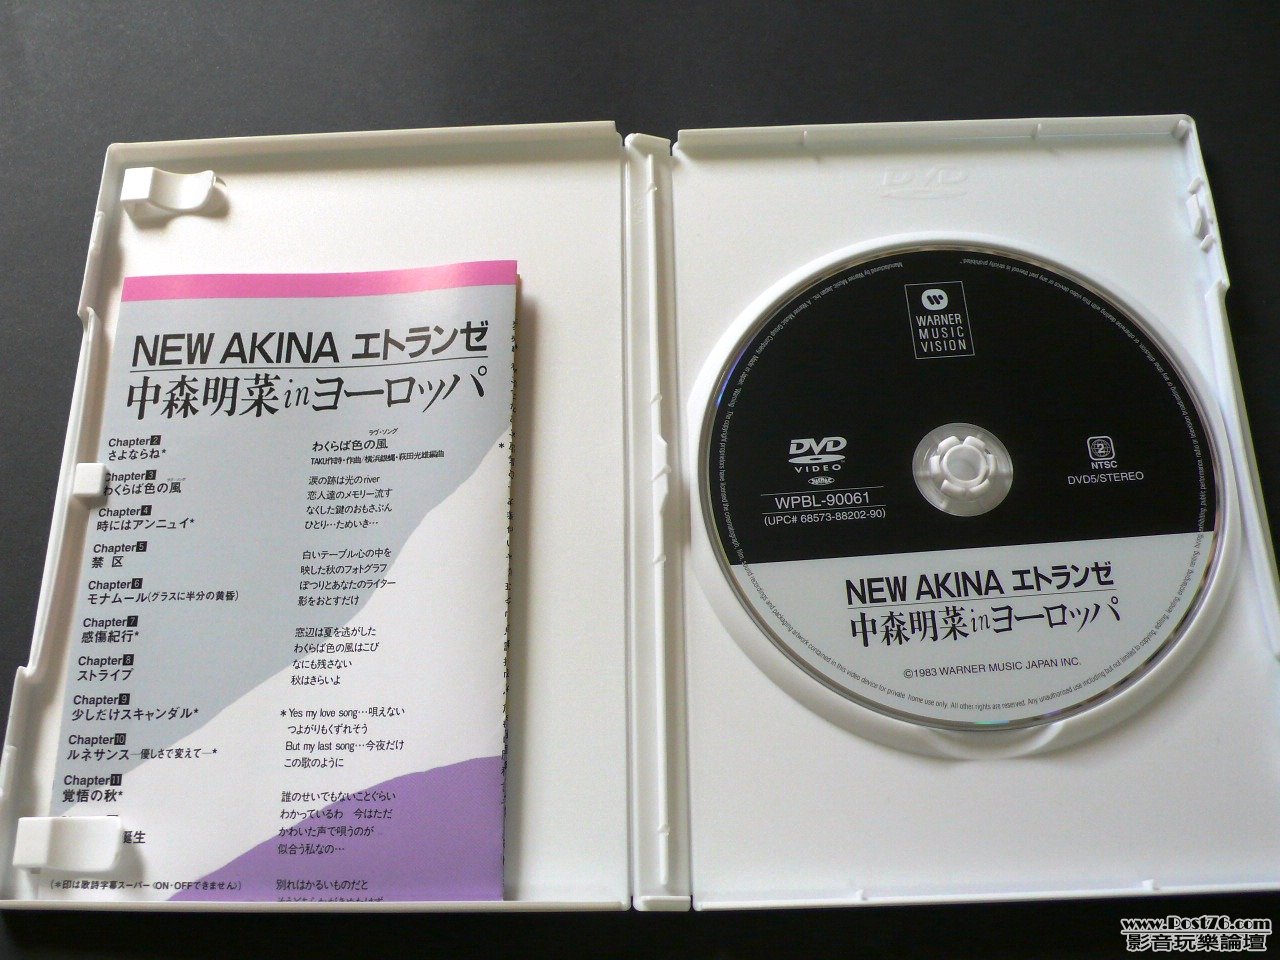 NEW AKINA エトランゼ
中森明菜inヨーロッパ
Chapter2
さよならね*
Chapter3
わくらば色の風
Chapter4
時にはアンニュイ*
Chapter5
禁区
Chapter6
モナムール(グラスに半分の黄昏)
Chapter7
感傷紀行*
Chapter8
ストライプ
Chapter9
少しだけスキャンダル*
Chapter10
ルネサンス—優しさで変えて—*
Chapter11
覚悟の秋*
誕生
(*印は歌詩字幕スーパー(ON・OFFできません))
ラヴ・ソング
わくらば色の風
TAKU作詩・作曲/横浜銀蝿・萩田光雄編曲
涙の跡は光のriver
恋人達のメモリー流す
なくした鍵のおもさぶん
ひとり…ためいき…
白いテーブル心の中を
映した秋のフォトグラフ
ぽつりとあなたのライター
影をおとすだけ
窓辺は夏を逃がした
わくらば色の風はこび
なにも残さない
秋はきらいよ
*Yes my love song…唄えない
つよがりもくずれそう
But my last song…今夜だけ
この歌のように
誰のせいでもないことぐらい
わかっているわ 今はただ
かわいた声で唄うのが
似合う私なの…
別れはかるいものだと
DVD
WARNER
MUSIC
VISION
DVD
VIDEO
WPBL-90061
(UPC# 68573-88202-90)
2
NTSC
DVD5/STEREO
NEW AKINA エトランゼ
中森明菜inヨーロッパ
©1983 WARNER MUSIC JAPAN INC.
www.Post76.com
影音玩樂論壇